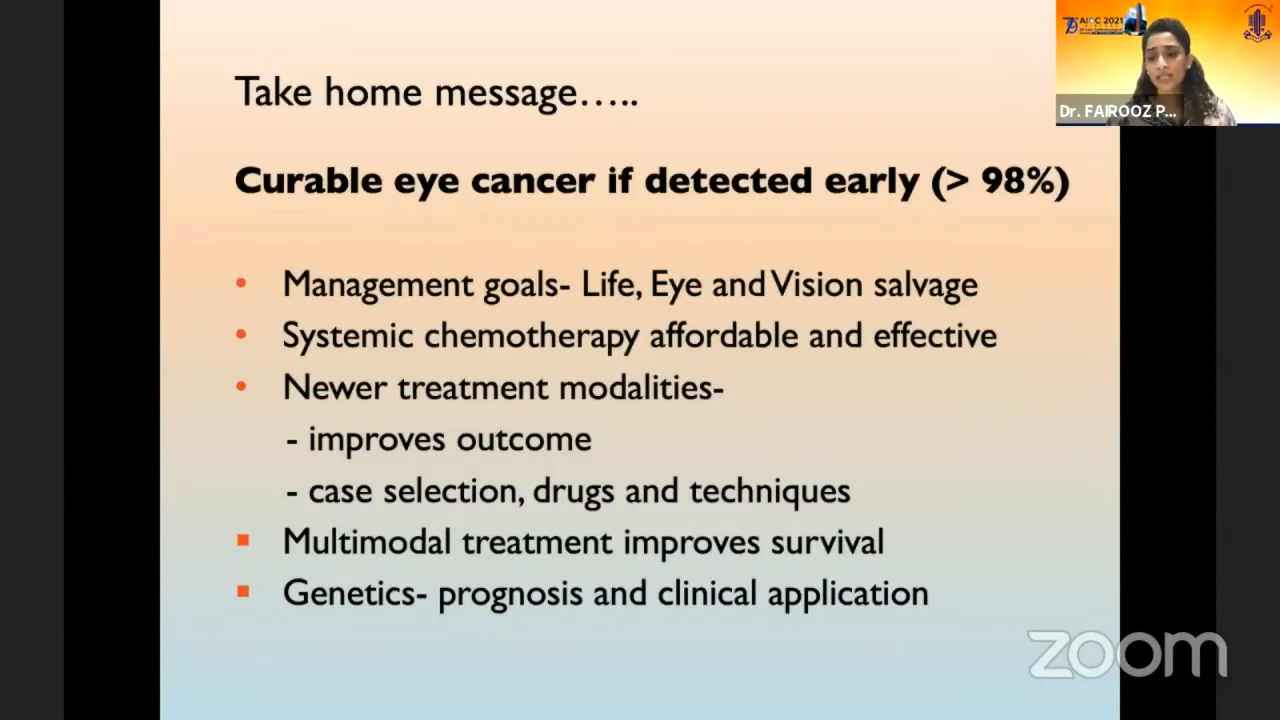 Take home message…..
Curable eye cancer if detected early (> 98%)
• Management goals- Life, Eye and Vision salvage
• Systemic chemotherapy affordable and effective
• Newer treatment modalities-
- improves outcome
- case selection, drugs and techniques
▪ Multimodal treatment improves survival
▪ Genetics- prognosis and clinical application
AIOC 2021
Dr. FAIROOZ P...
zoom